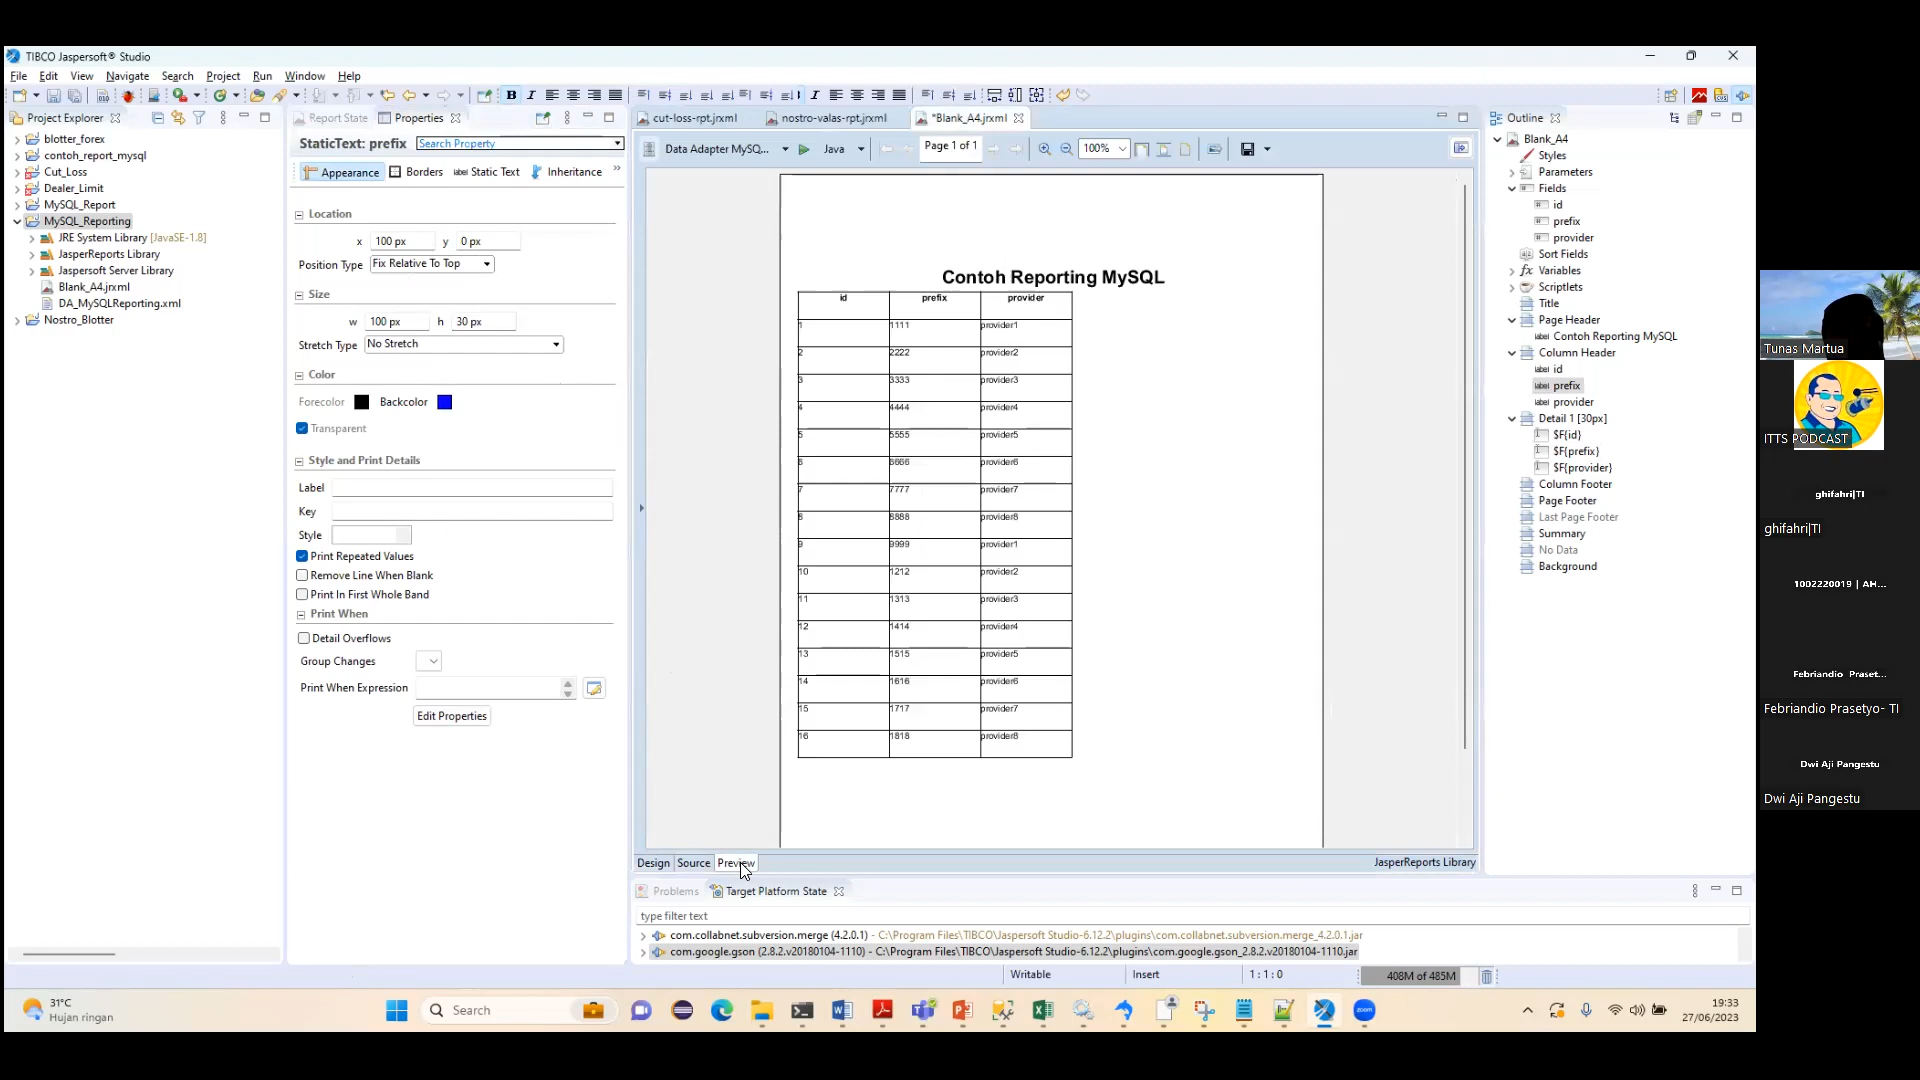 TIBCO Jaspersoft® Studio
File Edit View Navigate Search Project Run Window Help
Project Explorer
blotter_forex
contoh_report_mysql
Cut_Loss
Dealer_Limit
MySQL_Report
MySQL_Reporting
JRE System Library [JavaSE-1.8]
JasperReports Library
Jaspersoft Server Library
Blank_A4.jrxml
DA_MySQLReporting.xml
Nostro_Blotter
Report State Properties
StaticText: prefix Search Property
Appearance Borders label Static Text Inheritance »
Location
x 100 px y 0 px
Position Type Fix Relative To Top
Size
w 100 px h 30 px
Stretch Type No Stretch
Color
Forecolor Backcolor
Transparent
Style and Print Details
Label
Key
Style
Print Repeated Values
Remove Line When Blank
Print In First Whole Band
Print When
Detail Overflows
Group Changes
Print When Expression
Edit Properties
cut-loss-rpt.jrxml nostro-valas-rpt.jrxml *Blank_A4.jrxml
Data Adapter MySQ... Java Page 1 of 1 100%
Contoh Reporting MySQL
id prefix provider
1 1111 provider1
2 2222 provider2
3 3333 provider3
4 4444 provider4
5 5555 provider5
6 6666 provider6
7 7777 provider7
8 8888 provider8
9 9999 provider1
10 1212 provider2
11 1313 provider3
12 1414 provider4
13 1515 provider5
14 1616 provider6
15 1717 provider7
16 1818 provider8
Design Source Preview JasperReports Library
Problems Target Platform State
type filter text
com.collabnet.subversion.merge (4.2.0.1) - C:\Program Files\TIBCO\Jaspersoft Studio-6.12.2\plugins\com.collabnet.subversion.merge_4.2.0.1.jar
com.google.gson (2.8.2.v20180104-1110) - C:\Program Files\TIBCO\Jaspersoft Studio-6.12.2\plugins\com.google.gson_2.8.2.v20180104-1110.jar
Writable Insert 1 : 1 : 0 408M of 485M
Outline
Blank_A4
Styles
Parameters
Fields
id
prefix
provider
Sort Fields
fx Variables
Scriptlets
Title
Page Header
label Contoh Reporting MySQL
Column Header
label id
label prefix
label provider
Detail 1 [30px]
$F{id}
$F{prefix}
$F{provider}
Column Footer
Page Footer
Last Page Footer
Summary
No Data
Background
Tunas Martua
ITTS PODCAST
ghifahri|TI
ghifahri|TI
1002220019 | AH...
Febriandio Praset...
Febriandio Prasetyo- TI
Dwi Aji Pangestu
Dwi Aji Pangestu
31°C
Hujan ringan
Search
zoom
19:33
27/06/2023